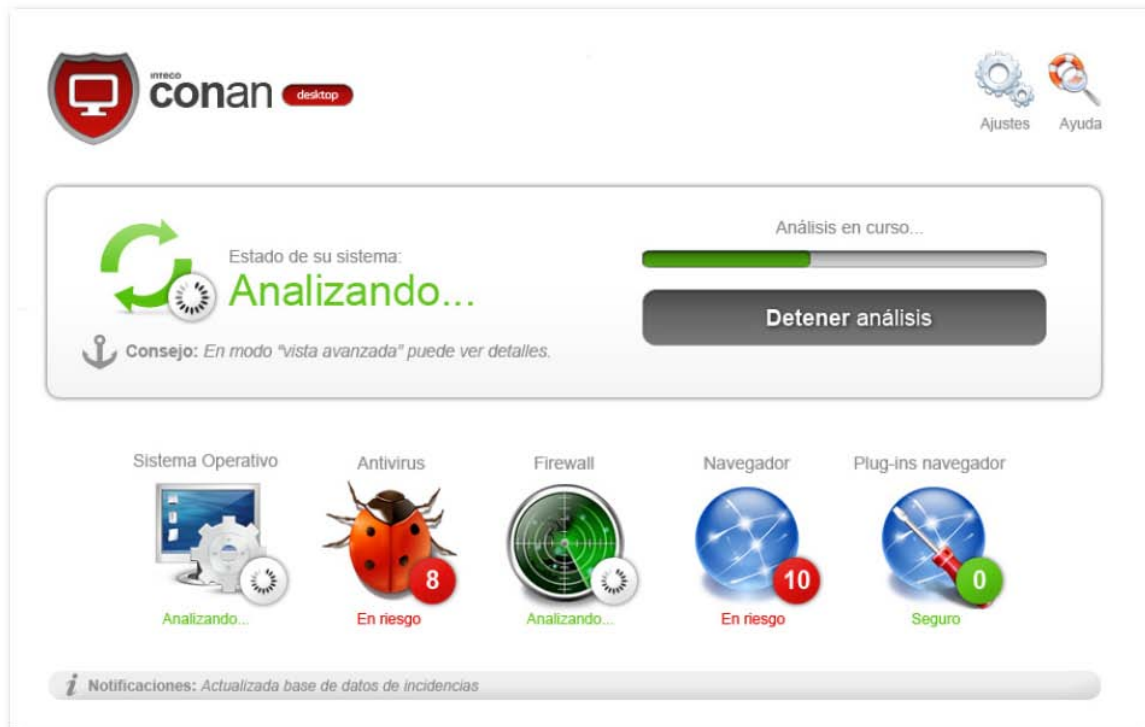 inteco
conan desktop
Ajustes
Ayuda
Estado de su sistema:
Analizando...
Consejo: En modo "vista avanzada" puede ver detalles.
Análisis en curso...
Detener análisis
Sistema Operativo
Analizando...
Antivirus
8
En riesgo
Firewall
Analizando...
Navegador
10
En riesgo
Plug-ins navegador
0
Seguro
i Notificaciones: Actualizada base de datos de incidencias